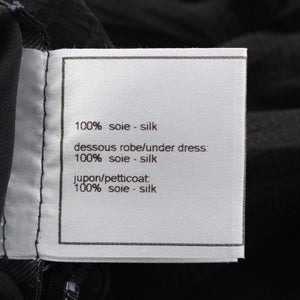 100% soie - silk
dessous robe/under dress:
100% soie - silk
jupon/petticoat:
100% soie - silk